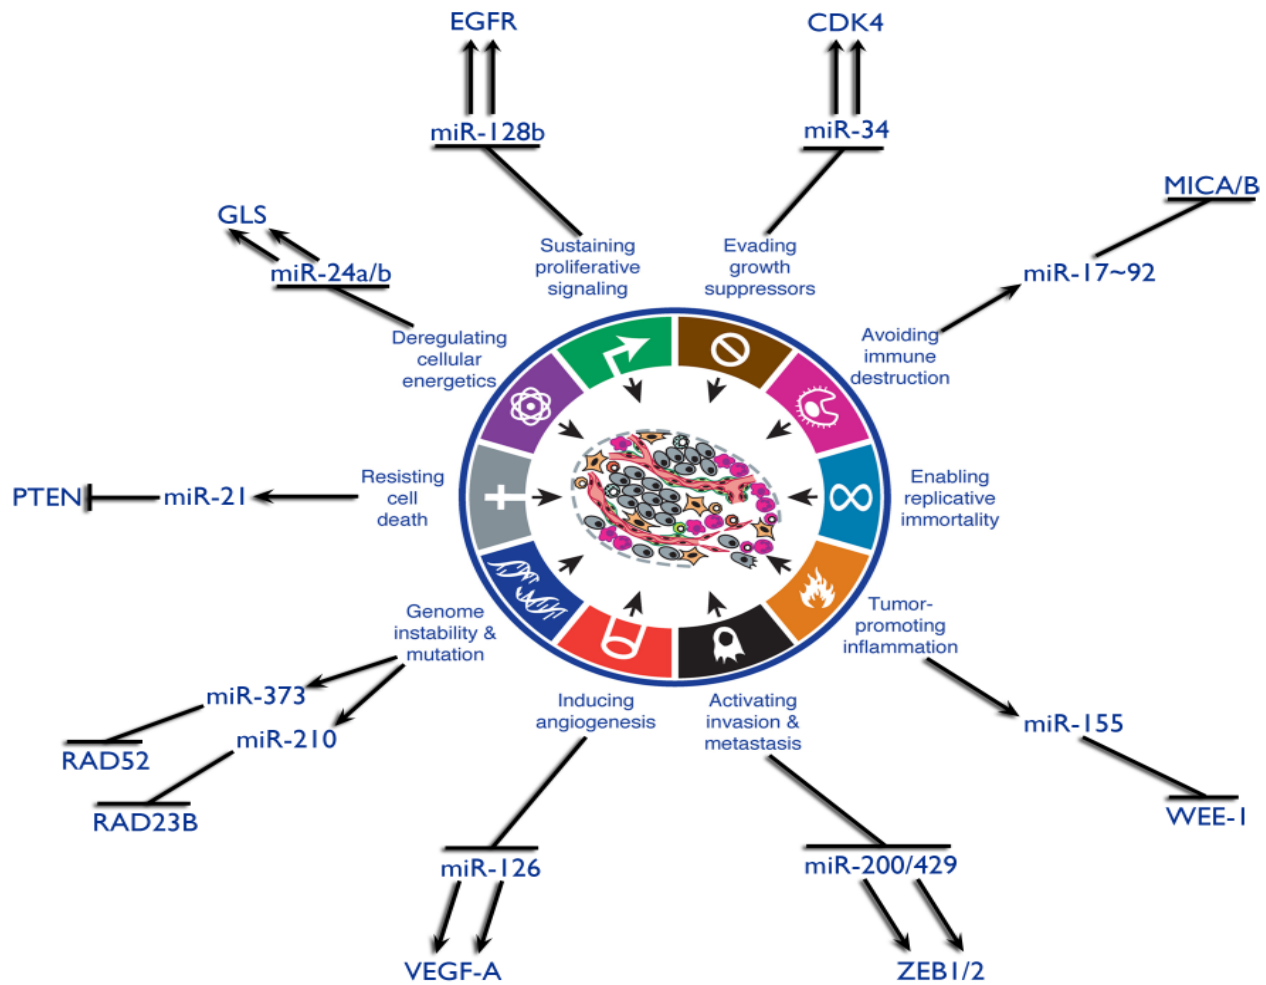 EGFR
CDK4
miR-128b
miR-34
MICA/B
GLS
miR-24a/b
Sustaining
proliferative
signaling
Evading
growth
suppressors
miR-17~92
Deregulating
cellular
energetics
Avoiding
immune
destruction
PTEN
miR-21
Resisting
cell
death
Enabling
replicative
immortality
Genome
instability &
mutation
Tumor-
promoting
inflammation
miR-373
miR-210
RAD52
RAD23B
Inducing
angiogenesis
Activating
invasion &
metastasis
miR-155
WEE-1
miR-126
miR-200/429
VEGF-A
ZEB1/2